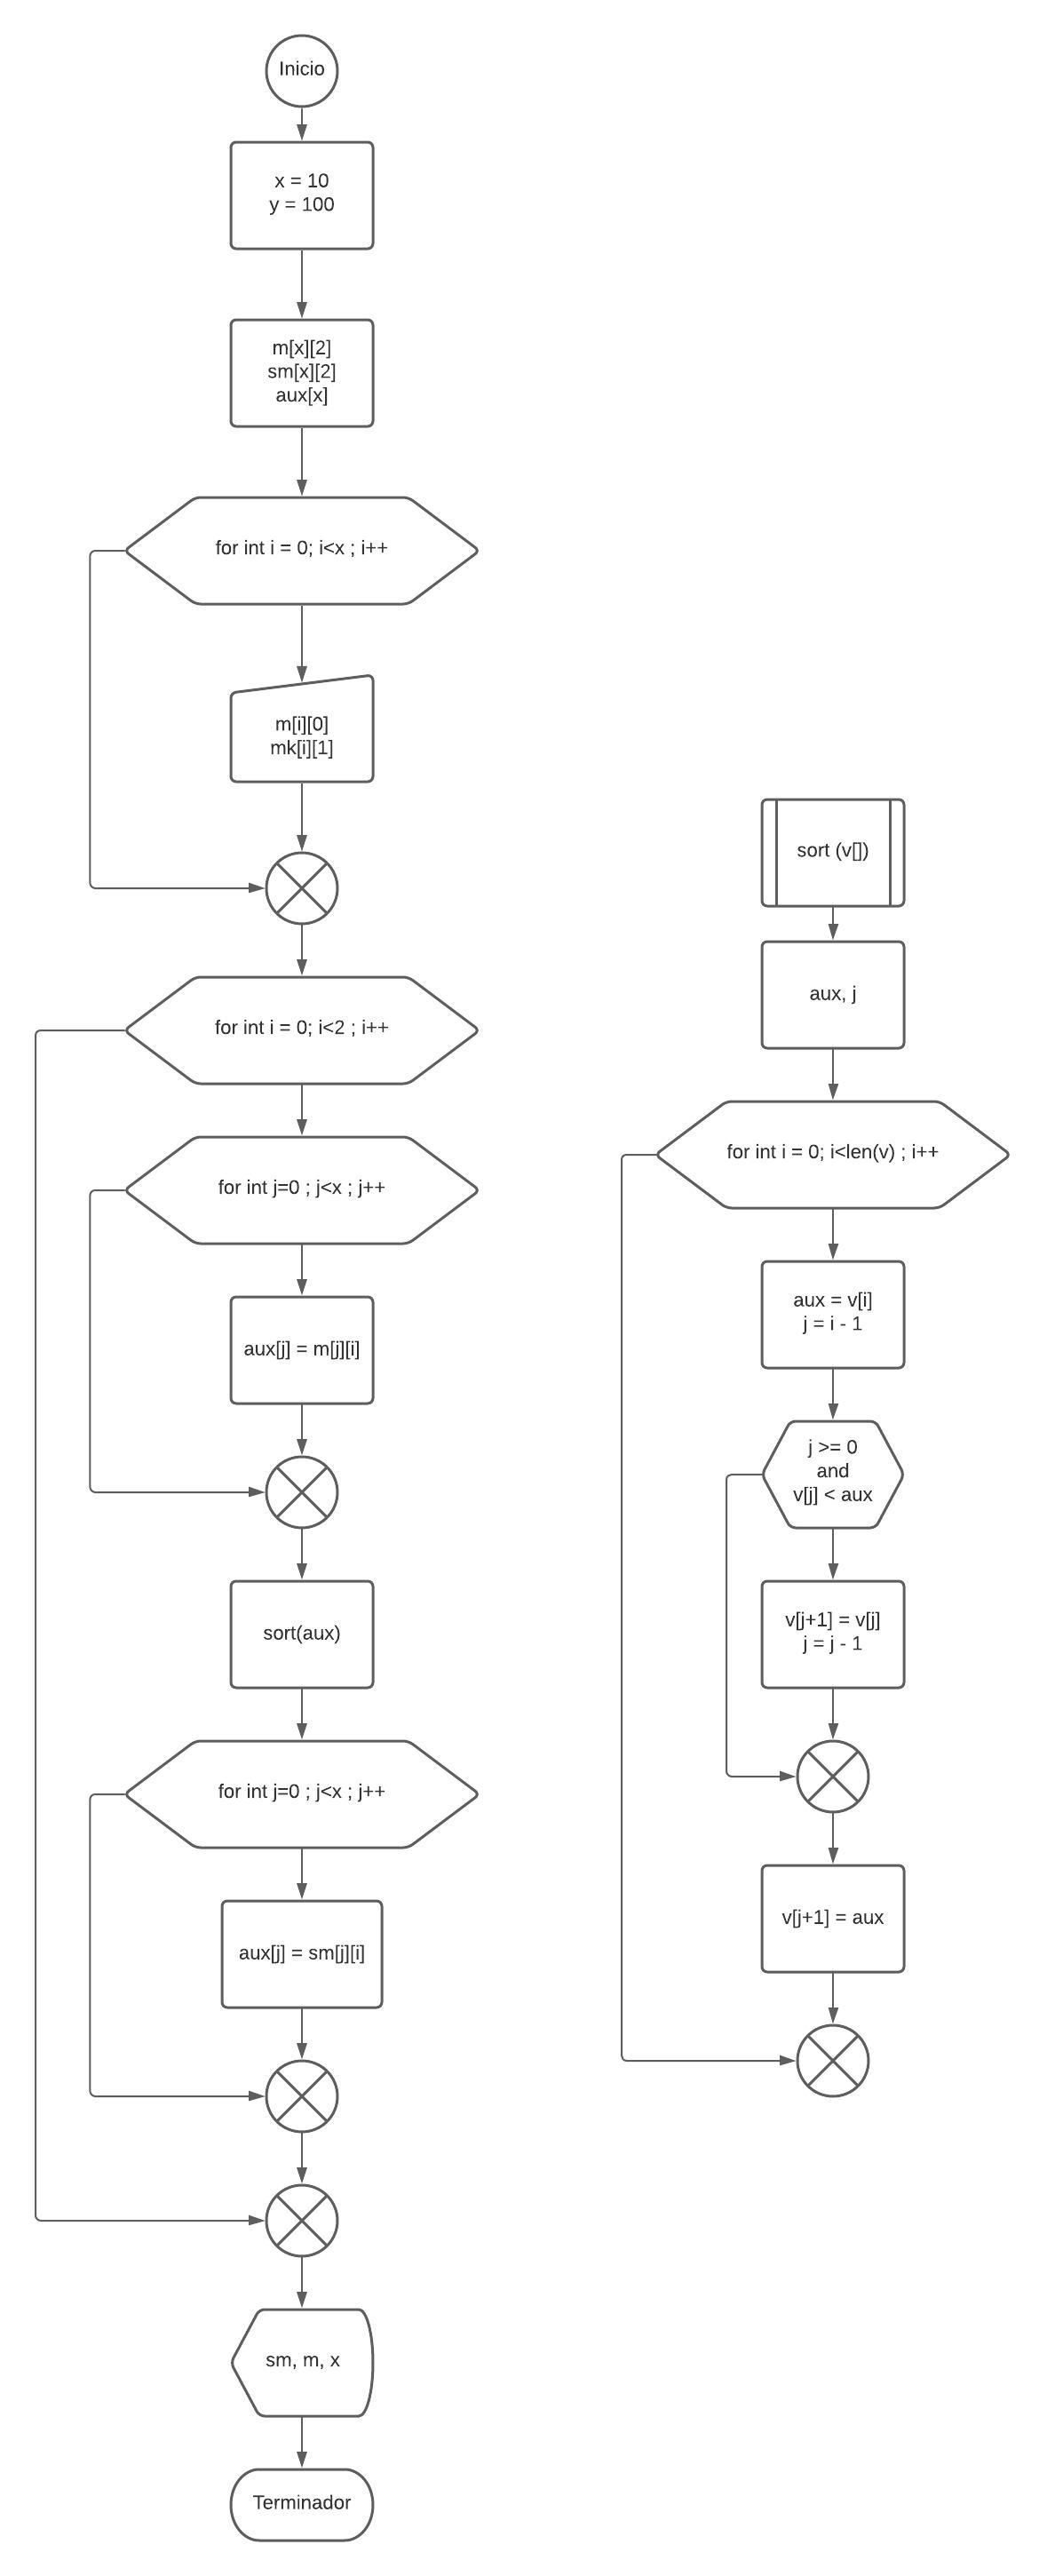 Inicio
x = 10
y = 100
m[x][2]
sm[x][2]
aux[x]
for int i = 0; i<x ; i++
m[i][0]
mk[i][1]
for int i = 0; i<2 ; i++
for int j=0 ; j<x ; j++
aux[j] = m[j][i]
sort(aux)
for int j=0 ; j<x ; j++
aux[j] = sm[j][i]
sm, m, x
Terminador
sort (v[])
aux, j
for int i = 0; i<len(v) ; i++
aux = v[i]
j = i - 1
j >= 0
and
v[j] < aux
v[j+1] = v[j]
j = j - 1
v[j+1] = aux